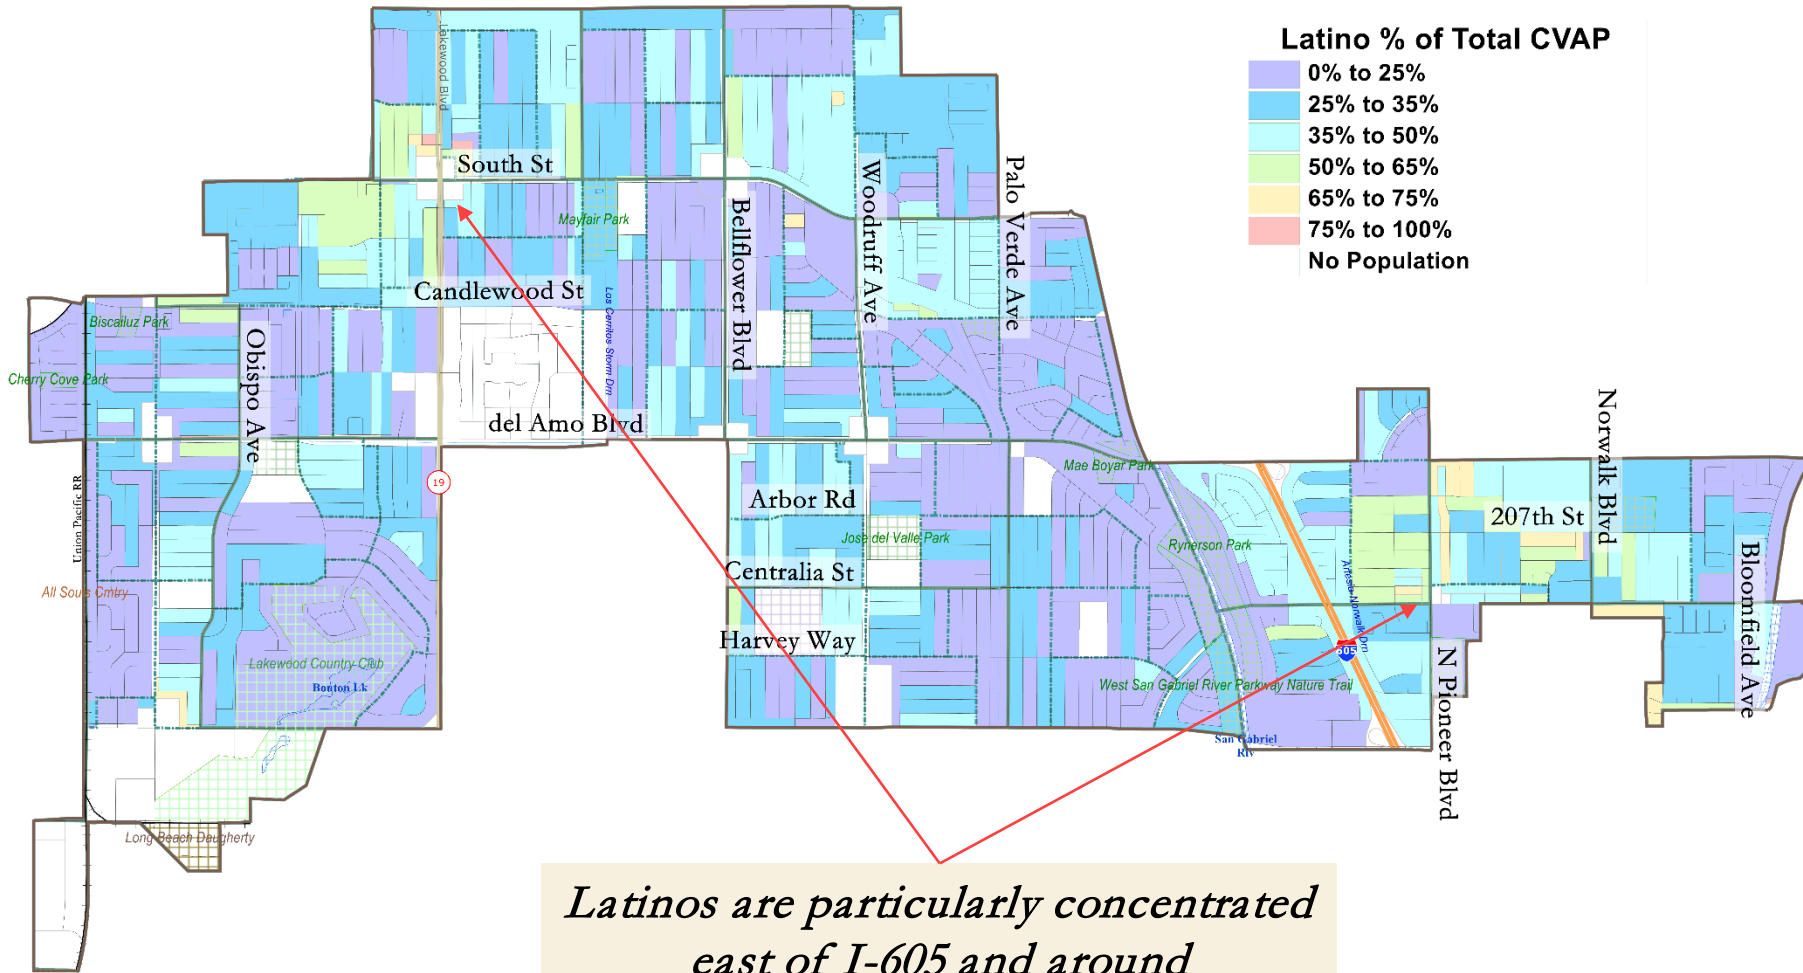 Latino % of Total CVAP
0% to 25%
25% to 35%
35% to 50%
50% to 65%
65% to 75%
75% to 100%
No Population
Lakewood Blvd
South St
Mayfair Park
Bellflower Blvd
Woodruff Ave
Palo Verde Ave
Candlewood St
Los Cerritos Storm Drn
Biscailuz Park
Cherry Cove Park
Obispo Ave
del Amo Blvd
19
Union Pacific RR
All Souls Cmtry
Lakewood Country Club
Bouton Lk
Long Beach Daugherty
Arbor Rd
Jose del Valle Park
Centralia St
Harvey Way
Mae Boyar Park
Rynerson Park
West San Gabriel River Parkway Nature Trail
San Gabriel
Riv
Artesia-Norwalk Drn
605
N Pioneer Blvd
207th St
Norwalk Blvd
Bloomfield Ave
Latinos are particularly concentrated
east of I-605 and around